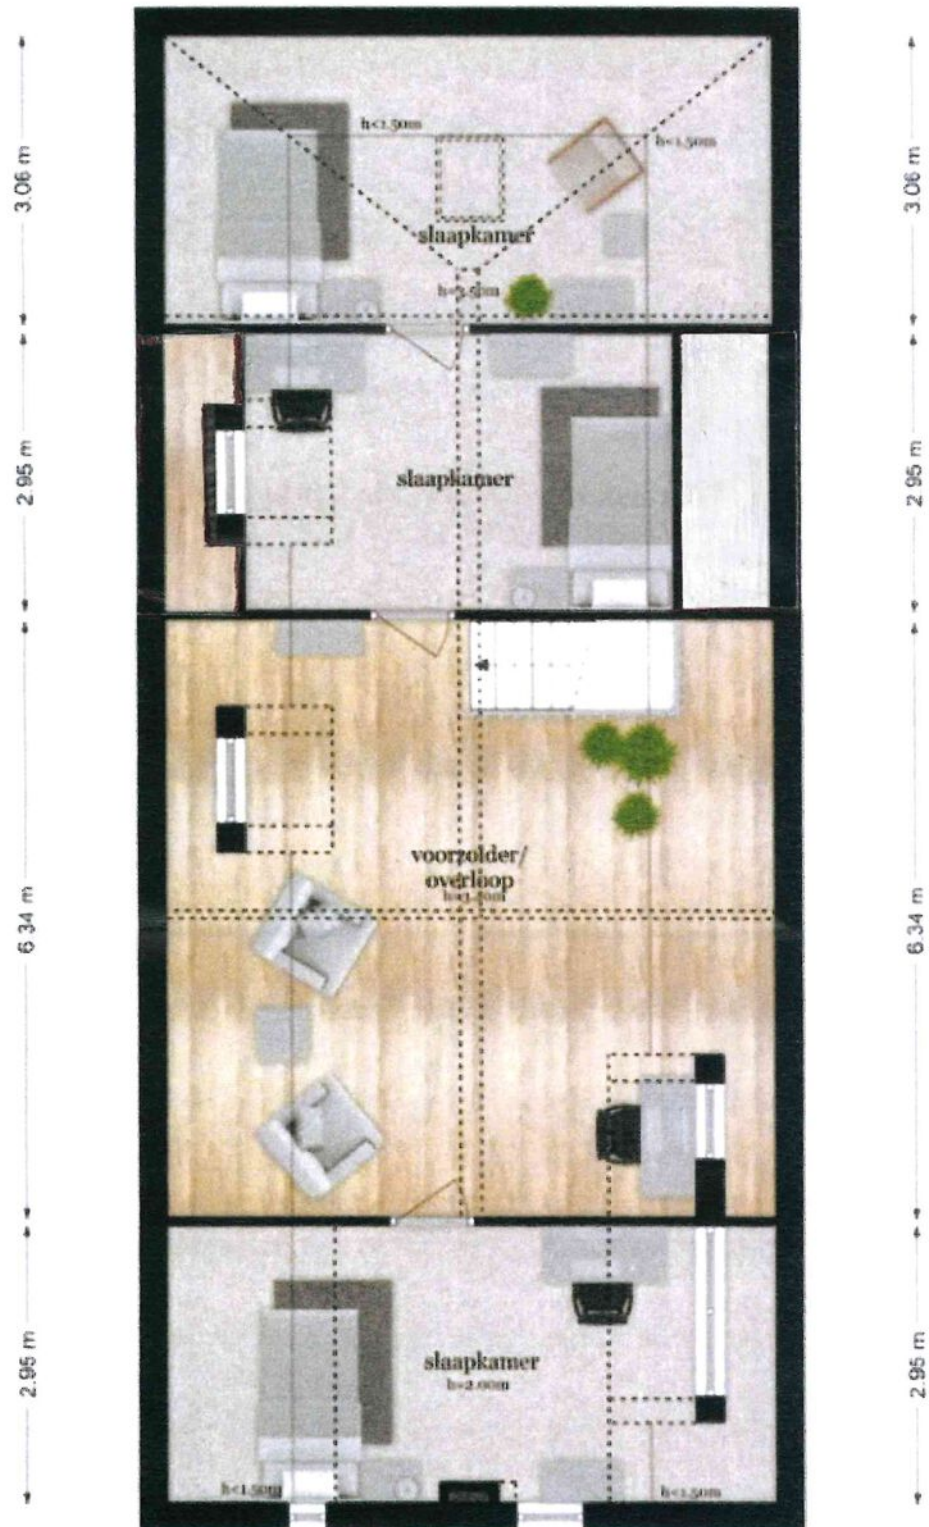 h<1.50m
h<1.50m
3.06 m
3.06 m
slaapkamer
2.95 m
2.95 m
slaapkamer
voorzolder/
overloop
6.34 m
6.34 m
2.95 m
2.95 m
slaapkamer
h=2.00m
h<1.50m
h<1.50m